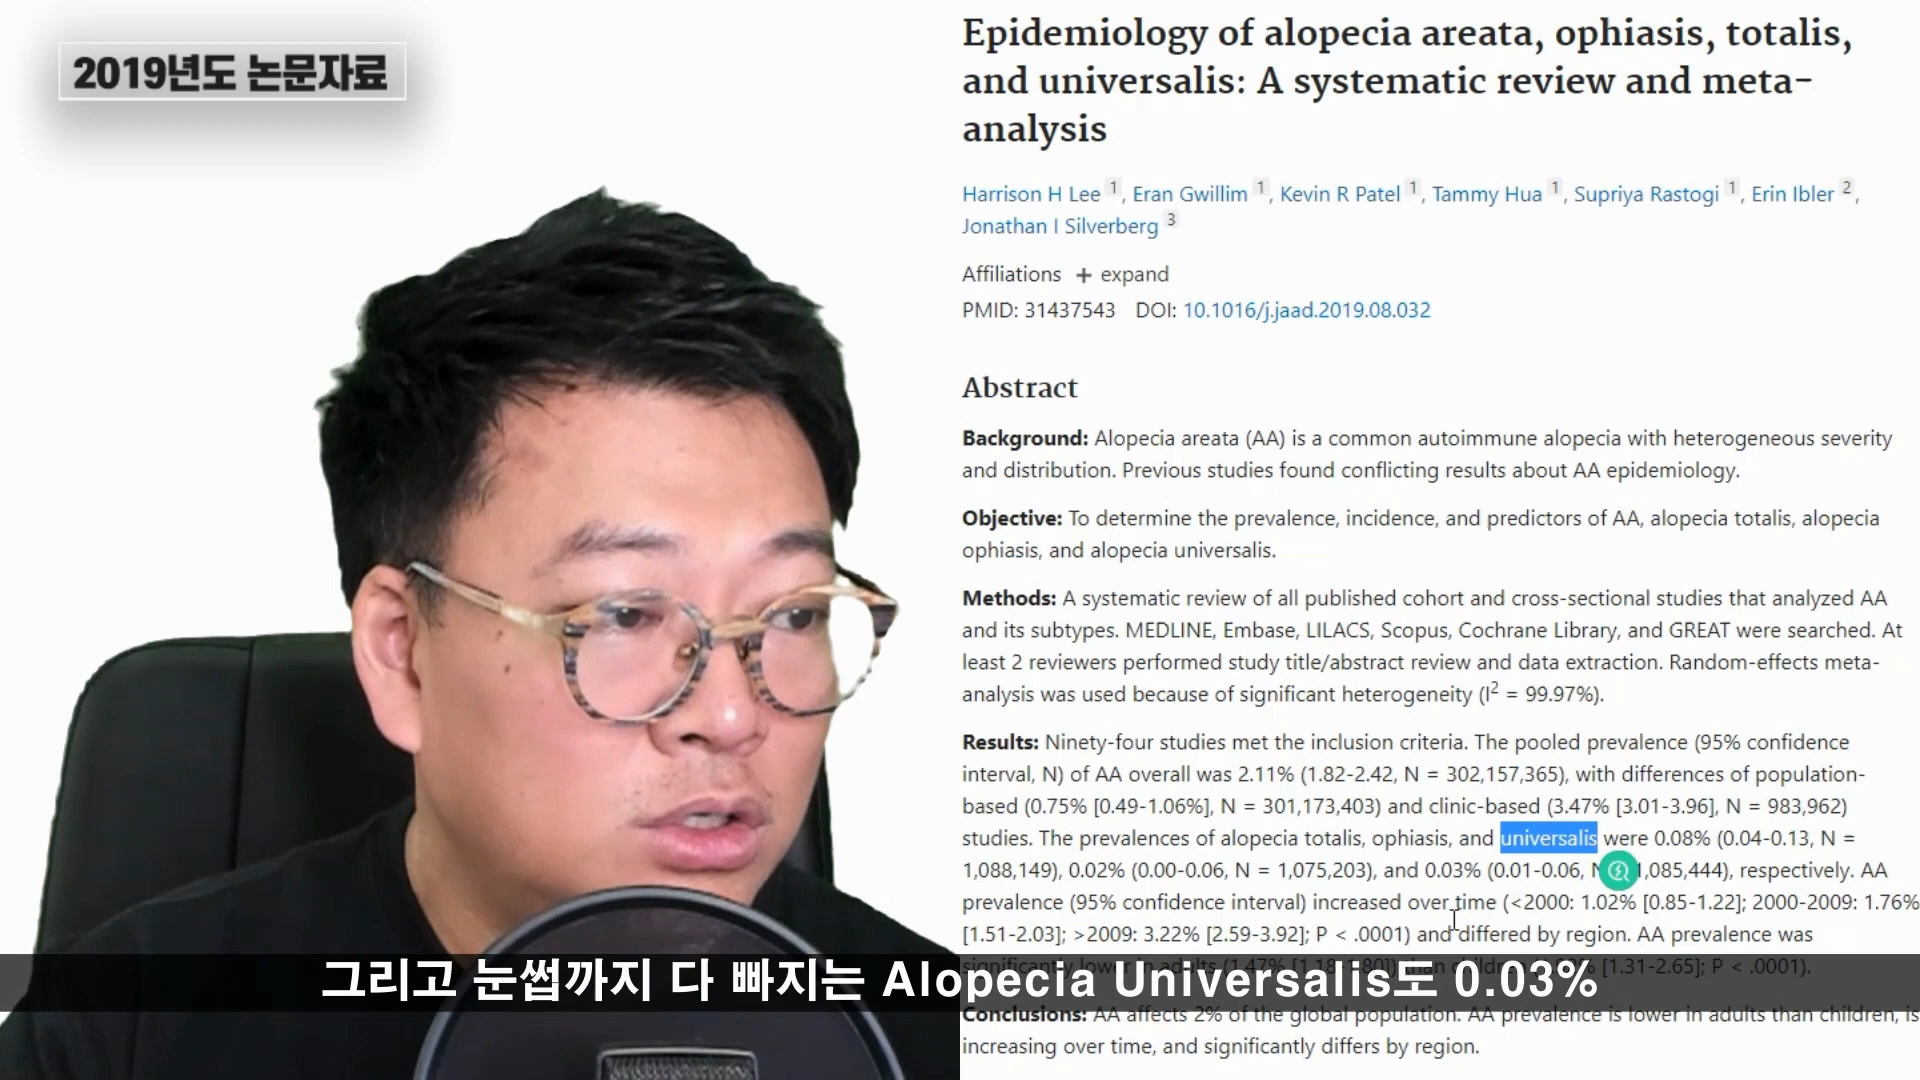 2019년도 논문자료
Epidemiology of alopecia areata, ophiasis, totalis,
and universalis: A systematic review and meta-
analysis
Harrison H Lee 1, Eran Gwillim 1, Kevin R Patel 1, Tammy Hua 1, Supriya Rastogi 1, Erin Ibler 2,
Jonathan I Silverberg 3
Affiliations + expand
PMID: 31437543 DOI: 10.1016/j.jaad.2019.08.032
Abstract
Background: Alopecia areata (AA) is a common autoimmune alopecia with heterogeneous severity
and distribution. Previous studies found conflicting results about AA epidemiology.
Objective: To determine the prevalence, incidence, and predictors of AA, alopecia totalis, alopecia
ophiasis, and alopecia universalis.
Methods: A systematic review of all published cohort and cross-sectional studies that analyzed AA
and its subtypes. MEDLINE, Embase, LILACS, Scopus, Cochrane Library, and GREAT were searched. At
least 2 reviewers performed study title/abstract review and data extraction. Random-effects meta-
analysis was used because of significant heterogeneity (I2 = 99.97%).
Results: Ninety-four studies met the inclusion criteria. The pooled prevalence (95% confidence
interval, N) of AA overall was 2.11% (1.82-2.42, N = 302,157,365), with differences of population-
based (0.75% [0.49-1.06%], N = 301,173,403) and clinic-based (3.47% [3.01-3.96], N = 983,962)
studies. The prevalences of alopecia totalis, ophiasis, and universalis were 0.08% (0.04-0.13, N =
1,088,149), 0.02% (0.00-0.06, N = 1,075,203), and 0.03% (0.01-0.06, N 1,085,444), respectively. AA
prevalence (95% confidence interval) increased over time (<2000: 1.02% [0.85-1.22]; 2000-2009: 1.76%
[1.51-2.03]; >2009: 3.22% [2.59-3.92]; P < .0001) and differed by region. AA prevalence was
significantly lower in adults (1.47% [1.18-1.80]) than children [1.31-2.65]; P < .0001).
그리고 눈썹까지 다 빠지는 Alopecia Universalis도 0.03%
Conclusions: AA affects 2% of the global population. AA prevalence is lower in adults than children, is
increasing over time, and significantly differs by region.